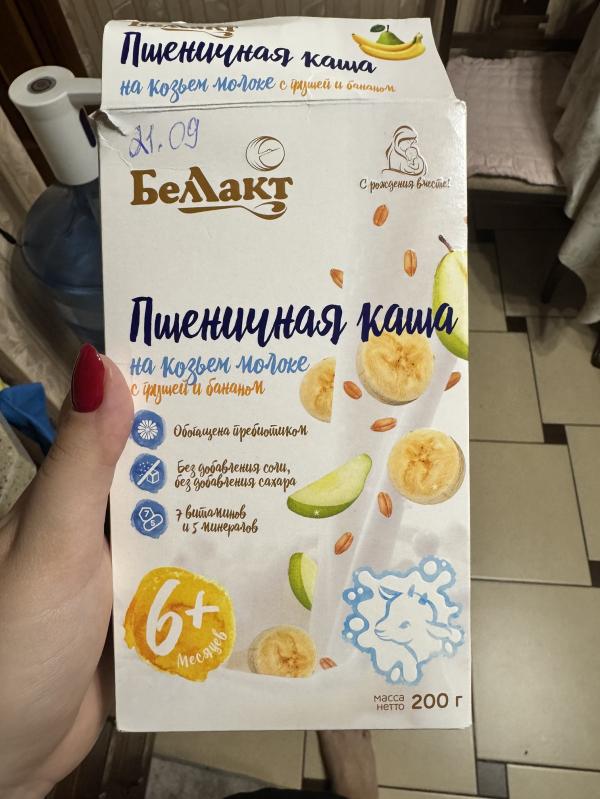 Пшеничная каша
на козьем молоке с грушей и бананом
21.09
Беллакт
С рождения вместе!
Пшеничная каша
на козьем молоке
с грушей и бананом
Обогащена пребиотиком
Без добавления соли,
без добавления сахара
7 витаминов
и 5 минералов
6+
Месяцев
масса
нетто 200 г